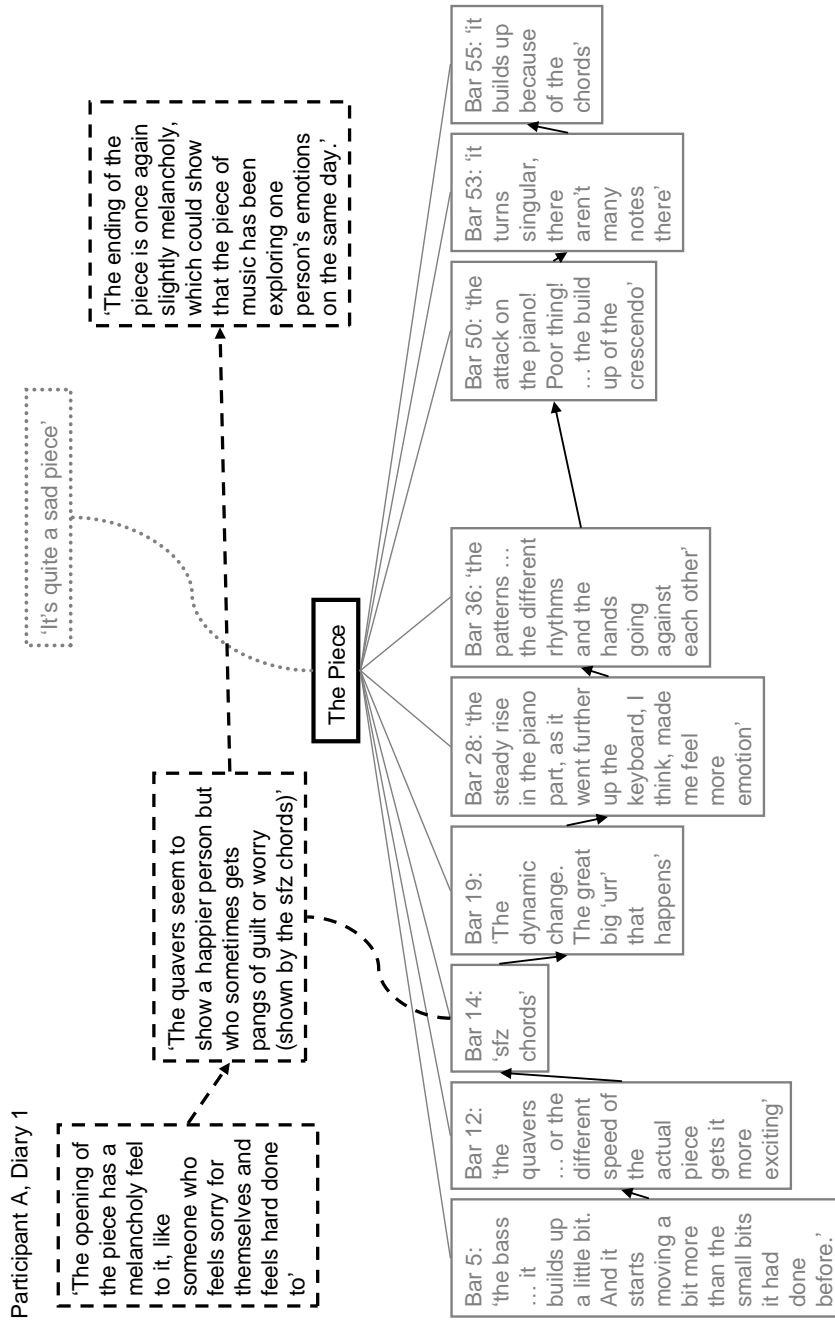 Participant A, Diary 1
‘The opening of
the piece has a
melancholy feel
to it, like
someone who
feels sorry for
themselves and
feels hard done
to’
‘The quavers seem to
show a happier person but
who sometimes gets
pangs of guilt or worry
(shown by the sfz chords)’
‘The ending of the
piece is once again
slightly melancholy,
which could show
that the piece of
music has been
exploring one
person’s emotions
on the same day.’
‘It’s quite a sad piece’
The Piece
Bar 5:
‘the bass
… it
builds up
a little bit.
And it
starts
moving a
bit more
than the
small bits
it had
done
before.’
Bar 12:
‘the
quavers
… or the
different
speed of
the
actual
piece
gets it
more
exciting’
Bar 14:
‘sfz
chords’
Bar 19:
‘The
dynamic
change.
The great
big ‘urr’
that
happens’
Bar 28: ‘the
steady rise
in the piano
part, as it
went further
up the
keyboard, I
think, made
me feel
more
emotion’
Bar 36: ‘the
patterns …
the different
rhythms
and the
hands
going
against
each other’
Bar 50: ‘the
attack on
the piano!
Poor thing!
… the build
up of the
crescendo’
Bar 53: ‘it
turns
singular,
there
aren’t
many
notes
there’
Bar 55: ‘it
builds up
because
of the
chords’